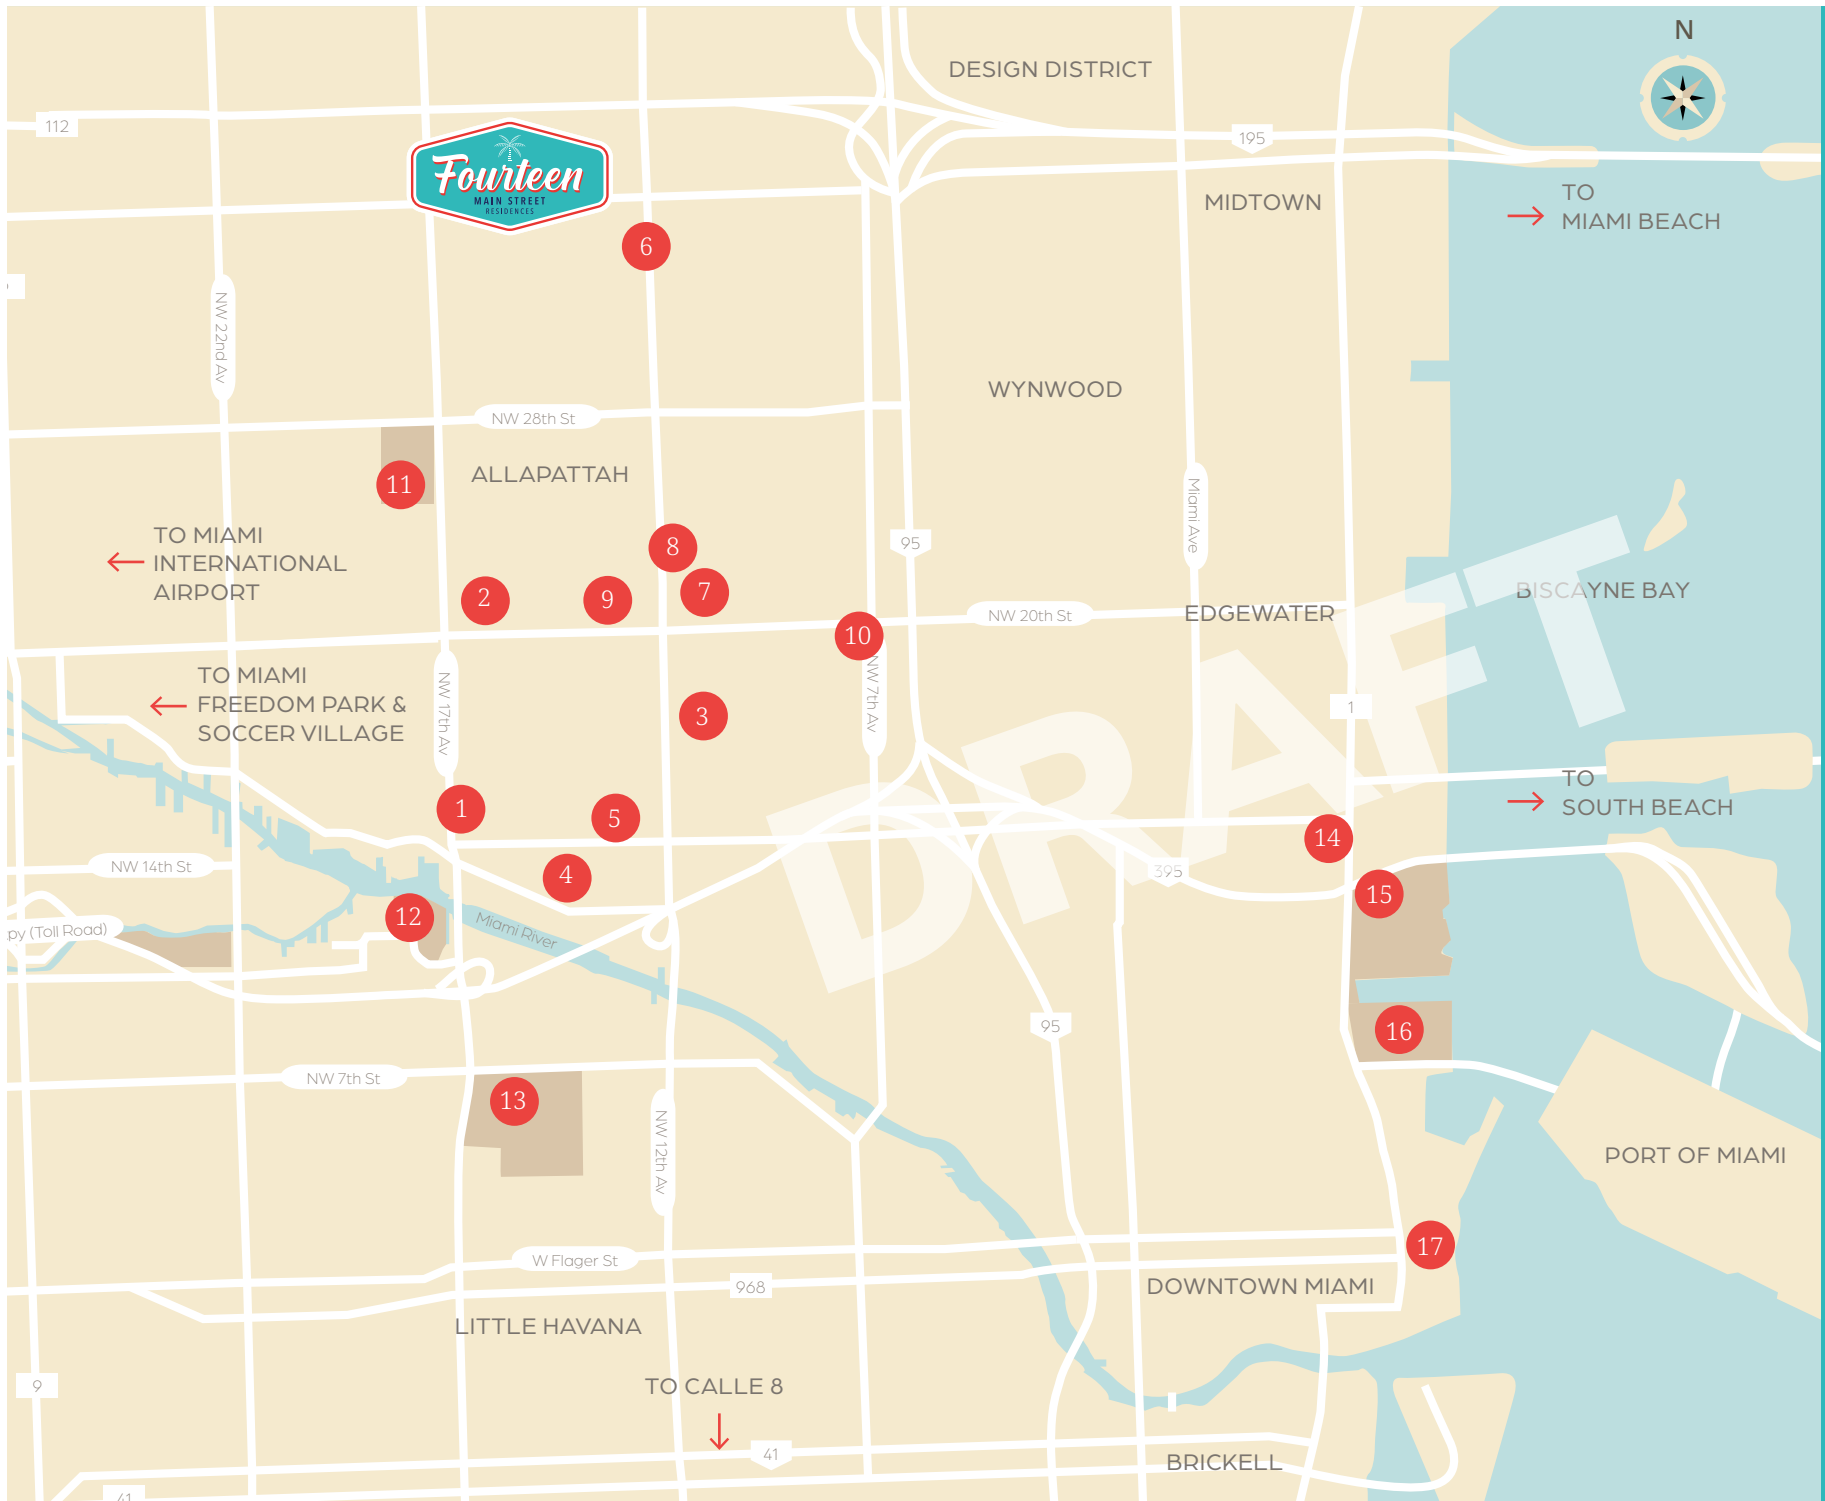 N
DESIGN DISTRICT
112
195
Fourteen
MAIN STREET
RESIDENCES
MIDTOWN
TO
MIAMI BEACH
6
NW 22nd Av
WYNWOOD
NW 28th St
ALLAPATTAH
11
Miami Ave
TO MIAMI
INTERNATIONAL
AIRPORT
8
95
7
2
9
BISCAYNE BAY
NW 20th St
EDGEWATER
10
TO MIAMI
FREEDOM PARK &
SOCCER VILLAGE
NW 17th Av
NW 7th Av
3
1
DRAFT
TO
SOUTH BEACH
1
5
14
NW 14th St
4
395
15
12
py (Toll Road)
Miami River
95
16
NW 7th St
13
NW 12th Av
PORT OF MIAMI
17
W Flager St
968
DOWNTOWN MIAMI
LITTLE HAVANA
9
TO CALLE 8
41
BRICKELL
41